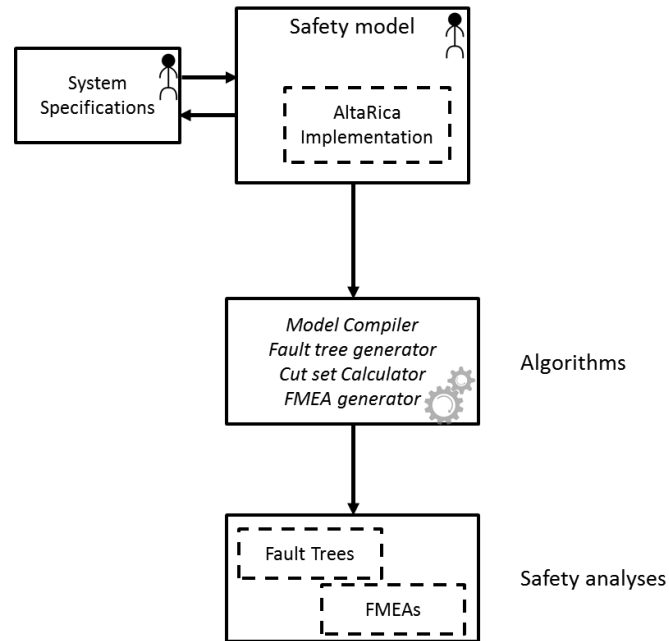 Safety model
System
Specifications
AltaRica
Implementation
Model Compiler
Fault tree generator
Cut set Calculator
FMEA generator
Algorithms
Fault Trees
FMEAs
Safety analyses